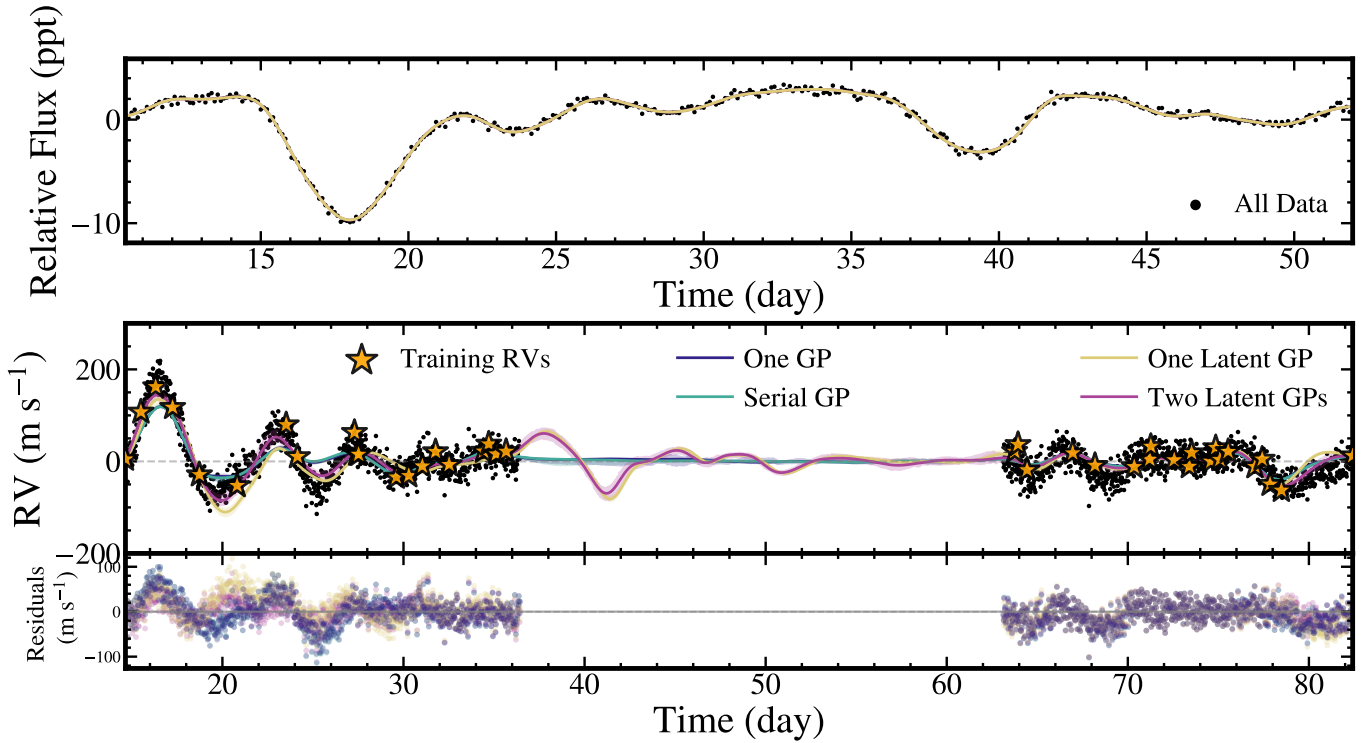 Relative Flux (ppt)
0
−10
All Data
15 20 25 30 35 40 45 50
Time (day)
RV (m s−1)
200
0
−200
Training RVs
One GP
One Latent GP
Serial GP
Two Latent GPs
Residuals
(m s−1)
100
0
-100
20 30 40 50 60 70 80
Time (day)